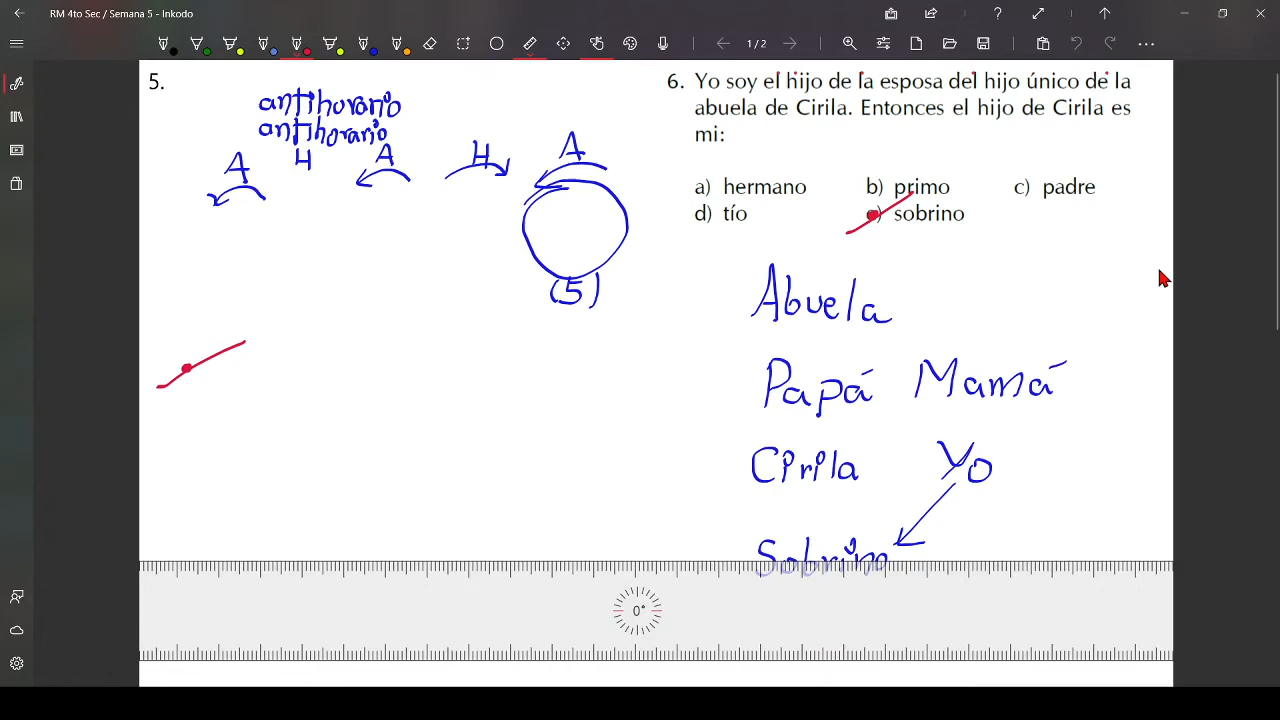 RM 4to Sec / Semana 5 - Inkodo
1/2
5.
antihorario
antihorario
A H A H A
(5)
6. Yo soy el hijo de la esposa del hijo único de la
abuela de Cirila. Entonces el hijo de Cirila es
mi:
a) hermano b) primo c) padre
d) tío e) sobrino
Abuela
Papá Mamá
Cirila Yo
Sobrino
0°